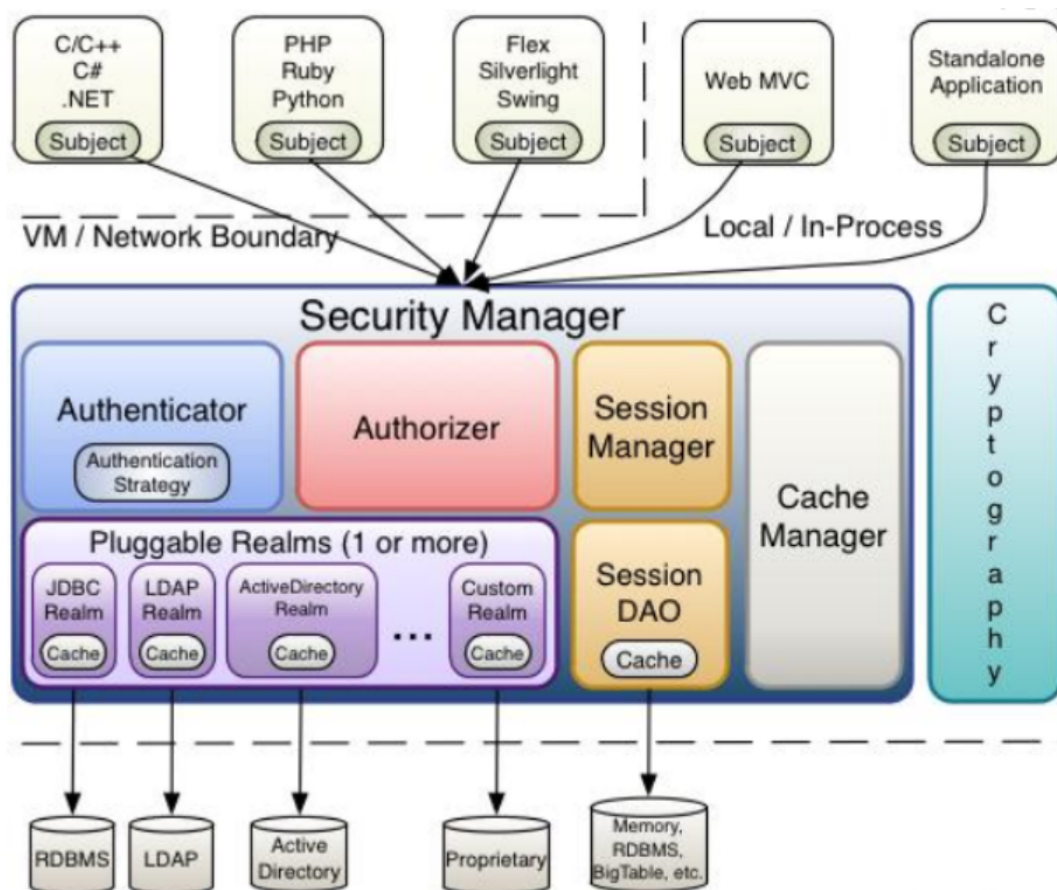 C/C++
C#
.NET
Subject
PHP
Ruby
Python
Subject
Flex
Silverlight
Swing
Subject
Web MVC
Subject
Standalone
Application
Subject
VM / Network Boundary
Local / In-Process
Security Manager
Authenticator
Authentication
Strategy
Authorizer
Session
Manager
Cache
Manager
Cryptography
Pluggable Realms (1 or more)
JDBC
Realm
Cache
LDAP
Realm
Cache
ActiveDirectory
Realm
Cache
...
Custom
Realm
Cache
Session
DAO
Cache
RDBMS
LDAP
Active
Directory
Proprietary
Memory,
RDBMS,
BigTable, etc.